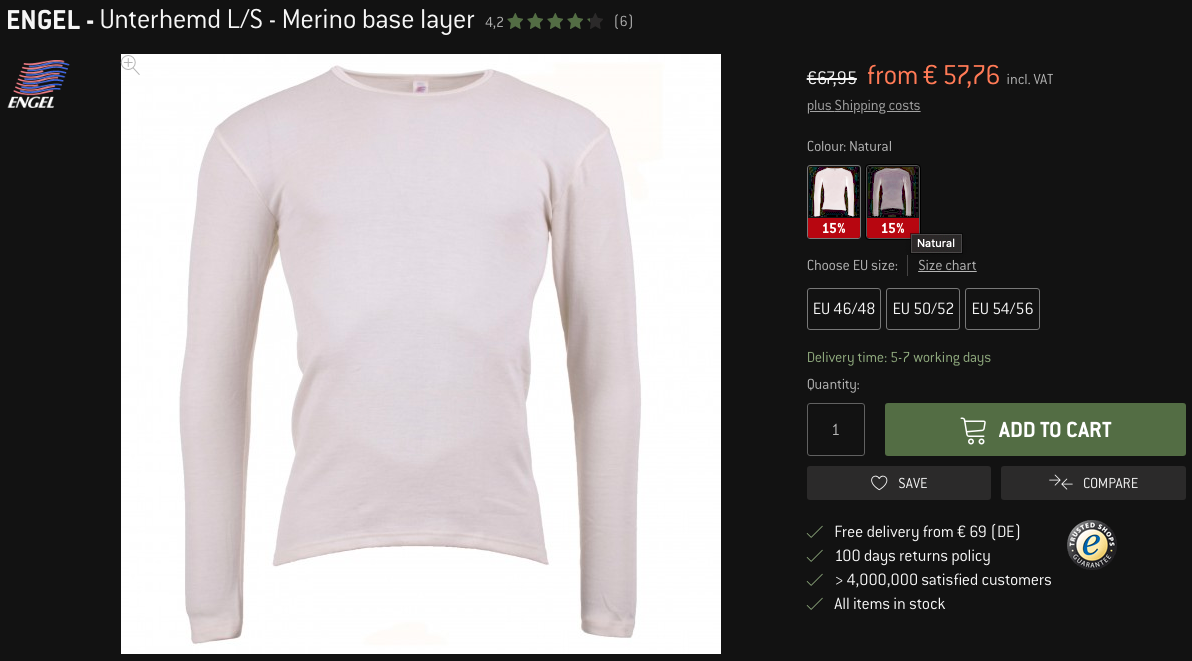 ENGEL - Unterhemd L/S - Merino base layer 4,2 (6)
ENGEL
€67,95 from € 57,76 incl. VAT
plus Shipping costs
Colour: Natural
15% 15%
Natural
Choose EU size: Size chart
EU 46/48 EU 50/52 EU 54/56
Delivery time: 5-7 working days
Quantity:
1 ADD TO CART
SAVE COMPARE
Free delivery from € 69 (DE)
100 days returns policy
> 4,000,000 satisfied customers
All items in stock
TRUSTED SHOPS
e
GUARANTEE